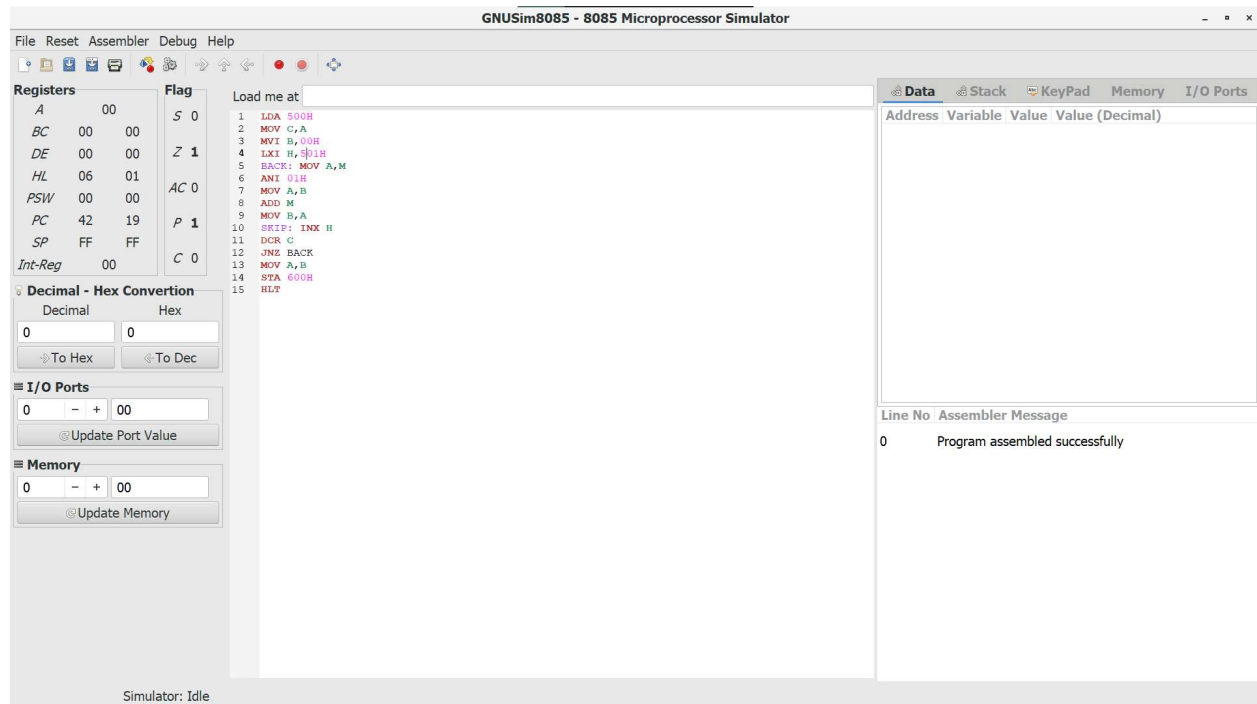 GNUSim8085 - 8085 Microprocessor Simulator
File Reset Assembler Debug Help
Registers
A 00
BC 00 00
DE 00 00
HL 06 01
PSW 00 00
PC 42 19
SP FF FF
Int-Reg 00
Flag
S 0
Z 1
AC 0
P 1
C 0
Decimal - Hex Convertion
Decimal Hex
0 0
To Hex To Dec
I/O Ports
0 - + 00
Update Port Value
Memory
0 - + 00
Update Memory
Load me at
1 LDA 500H
2 MOV C,A
3 MVI B,00H
4 LXI H,501H
5 BACK: MOV A,M
6 ANI 01H
7 MOV A,B
8 ADD M
9 MOV B,A
10 SKIP: INX H
11 DCR C
12 JNZ BACK
13 MOV A,B
14 STA 600H
15 HLT
Data Stack KeyPad Memory I/O Ports
Address Variable Value Value (Decimal)
Line No Assembler Message
0 Program assembled successfully
Simulator: Idle